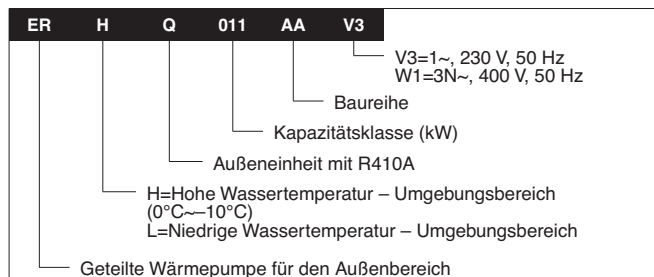 ER H Q 011 AA V3
V3=1~, 230 V, 50 Hz
W1=3N~, 400 V, 50 Hz
Baureihe
Kapazitätsklasse (kW)
Außeneinheit mit R410A
H=Hohe Wassertemperatur – Umgebungsbereich
(0°C~–10°C)
L=Niedrige Wassertemperatur – Umgebungsbereich
Geteilte Wärmepumpe für den Außenbereich